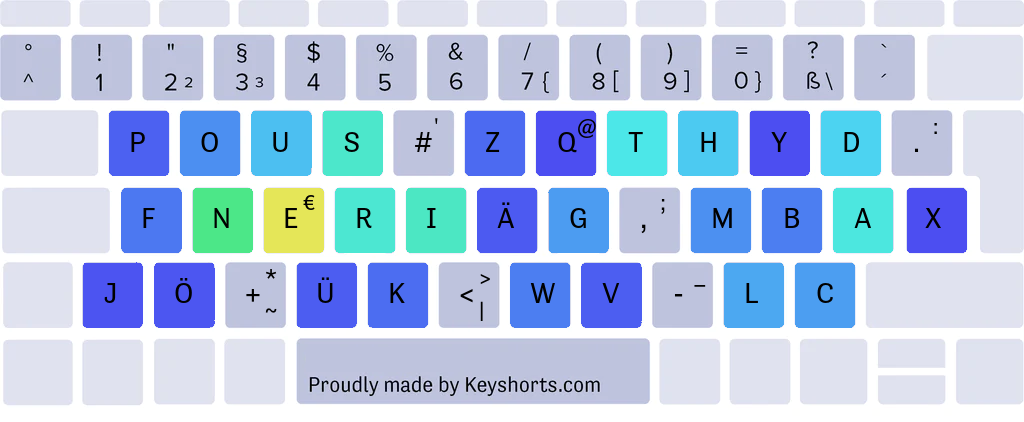 ° ! " § $ % & / ( ) = ? `
^ 1 2 2 3 3 4 5 6 7 { 8 [ 9 ] 0 } ß \ ´
P O U S # ' Z Q @ T H Y D . :
F N E € R I Ä G , ; M B A X
J Ö + * ~ Ü K < > | W V - – L C
Proudly made by Keyshorts.com